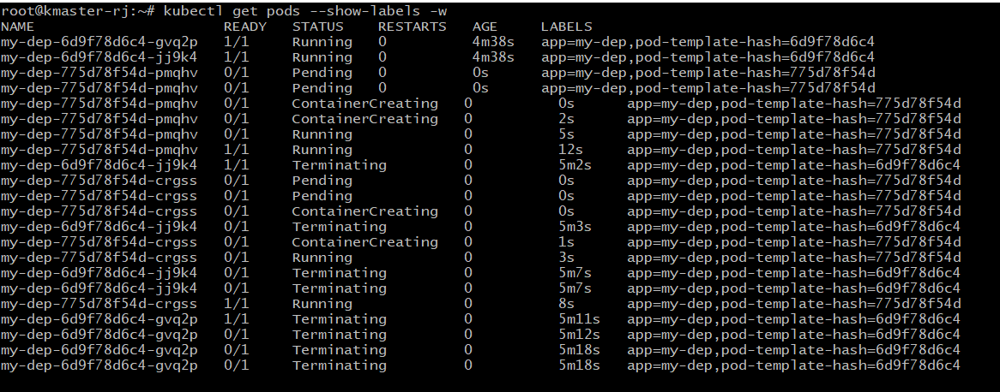 root@kmaster-rj:~# kubectl get pods --show-labels -w
NAME READY STATUS RESTARTS AGE LABELS
my-dep-6d9f78d6c4-gvq2p 1/1 Running 0 4m38s app=my-dep,pod-template-hash=6d9f78d6c4
my-dep-6d9f78d6c4-jj9k4 1/1 Running 0 4m38s app=my-dep,pod-template-hash=6d9f78d6c4
my-dep-775d78f54d-pmqhv 0/1 Pending 0 0s app=my-dep,pod-template-hash=775d78f54d
my-dep-775d78f54d-pmqhv 0/1 Pending 0 0s app=my-dep,pod-template-hash=775d78f54d
my-dep-775d78f54d-pmqhv 0/1 ContainerCreating 0 0s app=my-dep,pod-template-hash=775d78f54d
my-dep-775d78f54d-pmqhv 0/1 ContainerCreating 0 2s app=my-dep,pod-template-hash=775d78f54d
my-dep-775d78f54d-pmqhv 0/1 Running 0 5s app=my-dep,pod-template-hash=775d78f54d
my-dep-775d78f54d-pmqhv 1/1 Running 0 12s app=my-dep,pod-template-hash=775d78f54d
my-dep-6d9f78d6c4-jj9k4 1/1 Terminating 0 5m2s app=my-dep,pod-template-hash=6d9f78d6c4
my-dep-775d78f54d-crgss 0/1 Pending 0 0s app=my-dep,pod-template-hash=775d78f54d
my-dep-775d78f54d-crgss 0/1 Pending 0 0s app=my-dep,pod-template-hash=775d78f54d
my-dep-775d78f54d-crgss 0/1 ContainerCreating 0 0s app=my-dep,pod-template-hash=775d78f54d
my-dep-6d9f78d6c4-jj9k4 0/1 Terminating 0 5m3s app=my-dep,pod-template-hash=6d9f78d6c4
my-dep-775d78f54d-crgss 0/1 ContainerCreating 0 1s app=my-dep,pod-template-hash=775d78f54d
my-dep-775d78f54d-crgss 0/1 Running 0 3s app=my-dep,pod-template-hash=775d78f54d
my-dep-6d9f78d6c4-jj9k4 0/1 Terminating 0 5m7s app=my-dep,pod-template-hash=6d9f78d6c4
my-dep-6d9f78d6c4-jj9k4 0/1 Terminating 0 5m7s app=my-dep,pod-template-hash=6d9f78d6c4
my-dep-775d78f54d-crgss 1/1 Running 0 8s app=my-dep,pod-template-hash=775d78f54d
my-dep-6d9f78d6c4-gvq2p 1/1 Terminating 0 5m11s app=my-dep,pod-template-hash=6d9f78d6c4
my-dep-6d9f78d6c4-gvq2p 0/1 Terminating 0 5m12s app=my-dep,pod-template-hash=6d9f78d6c4
my-dep-6d9f78d6c4-gvq2p 0/1 Terminating 0 5m18s app=my-dep,pod-template-hash=6d9f78d6c4
my-dep-6d9f78d6c4-gvq2p 0/1 Terminating 0 5m18s app=my-dep,pod-template-hash=6d9f78d6c4